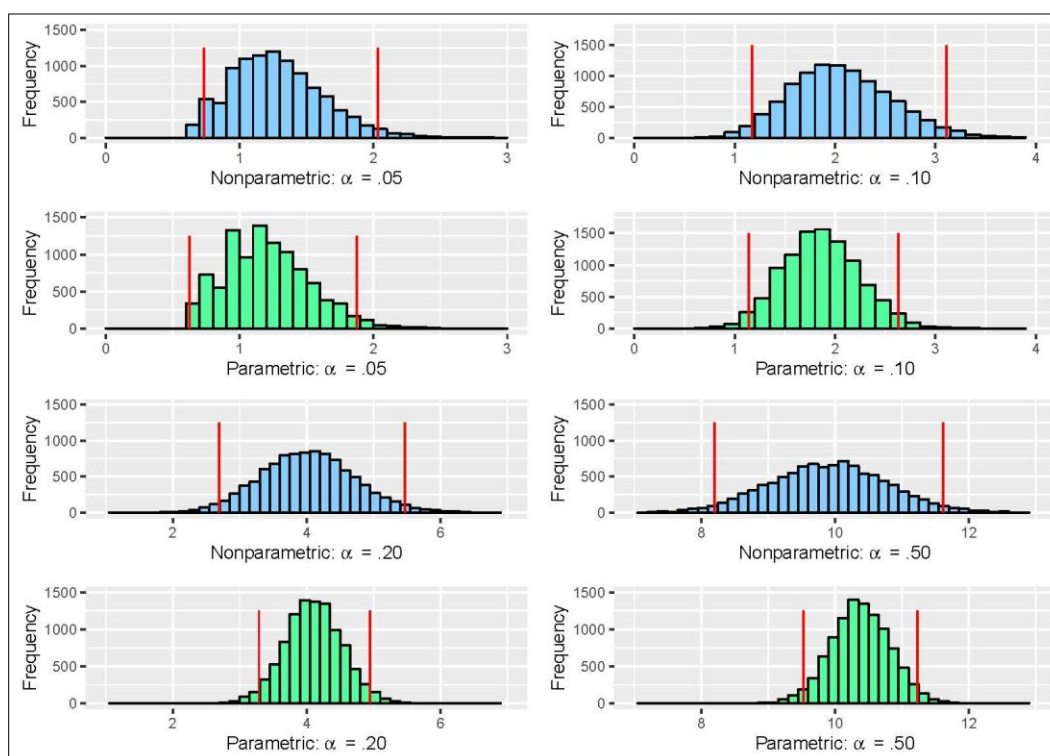 Frequency
1500
1000
500
0
0 1 2 3
Nonparametric: α = .05
Frequency
1500
1000
500
0
0 1 2 3 4
Nonparametric: α = .10
Frequency
1500
1000
500
0
0 1 2 3
Parametric: α = .05
Frequency
1500
1000
500
0
0 1 2 3 4
Parametric: α = .10
Frequency
1500
1000
500
0
2 4 6
Nonparametric: α = .20
Frequency
1500
1000
500
0
8 10 12
Nonparametric: α = .50
Frequency
1500
1000
500
0
2 4 6
Parametric: α = .20
Frequency
1500
1000
500
0
8 10 12
Parametric: α = .50